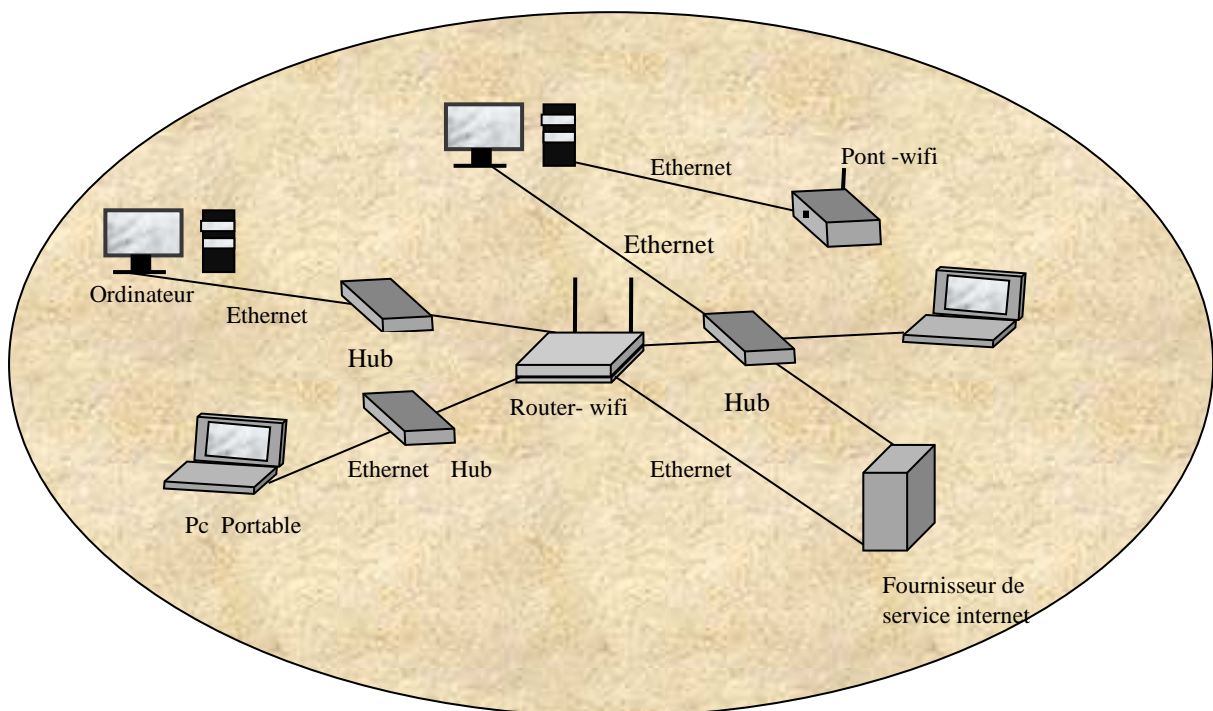 Ethernet
Pont -wifi
Ethernet
Ordinateur
Ethernet
Hub
Router- wifi
Hub
Ethernet
Hub
Ethernet
Pc Portable
Fournisseur de
service internet